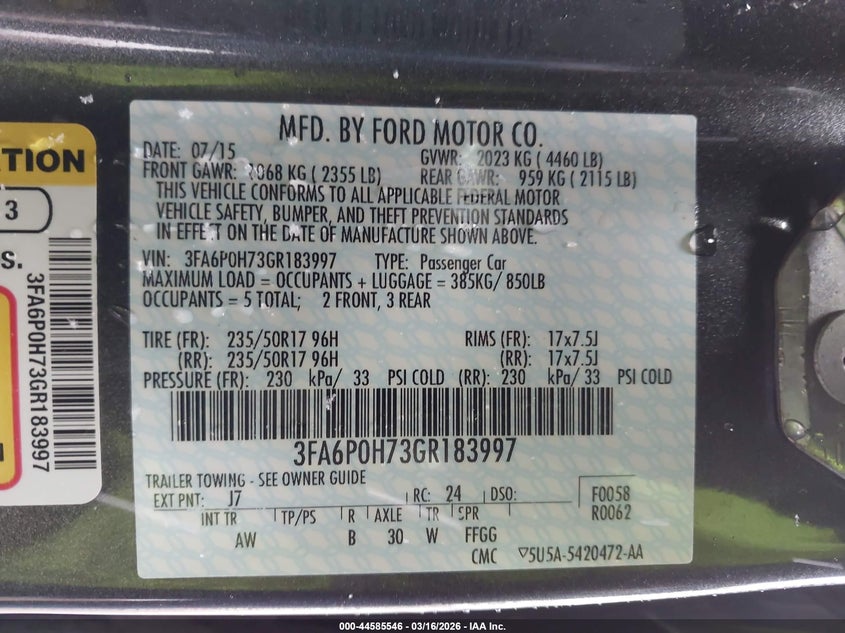 MFD. BY FORD MOTOR CO.
DATE: 07/15 GVWR: 2023 KG ( 4460 LB)
FRONT GAWR: 1068 KG ( 2355 LB) REAR GAWR: 959 KG ( 2115 LB)
THIS VEHICLE CONFORMS TO ALL APPLICABLE FEDERAL MOTOR
VEHICLE SAFETY, BUMPER, AND THEFT PREVENTION STANDARDS
IN EFFECT ON THE DATE OF MANUFACTURE SHOWN ABOVE.
VIN: 3FA6P0H73GR183997 TYPE: Passenger Car
MAXIMUM LOAD = OCCUPANTS + LUGGAGE = 385KG/ 850LB
OCCUPANTS = 5 TOTAL; 2 FRONT, 3 REAR
TIRE (FR): 235/50R17 96H RIMS (FR): 17x7.5J
(RR): 235/50R17 96H (RR): 17x7.5J
PRESSURE (FR): 230 kPa/ 33 PSI COLD (RR): 230 kPa/ 33 PSI COLD
3FA6P0H73GR183997
TRAILER TOWING - SEE OWNER GUIDE
EXT PNT: J7 RC: 24 DSO: F0058
R0062
INT TR TP/PS R AXLE TR SPR
AW B 30 W FFGG
CMC 5U5A-5420472-AA
3
S.
3FA6P0H73GR183997
000-44585546 - 03/16/2026 - IAA Inc.